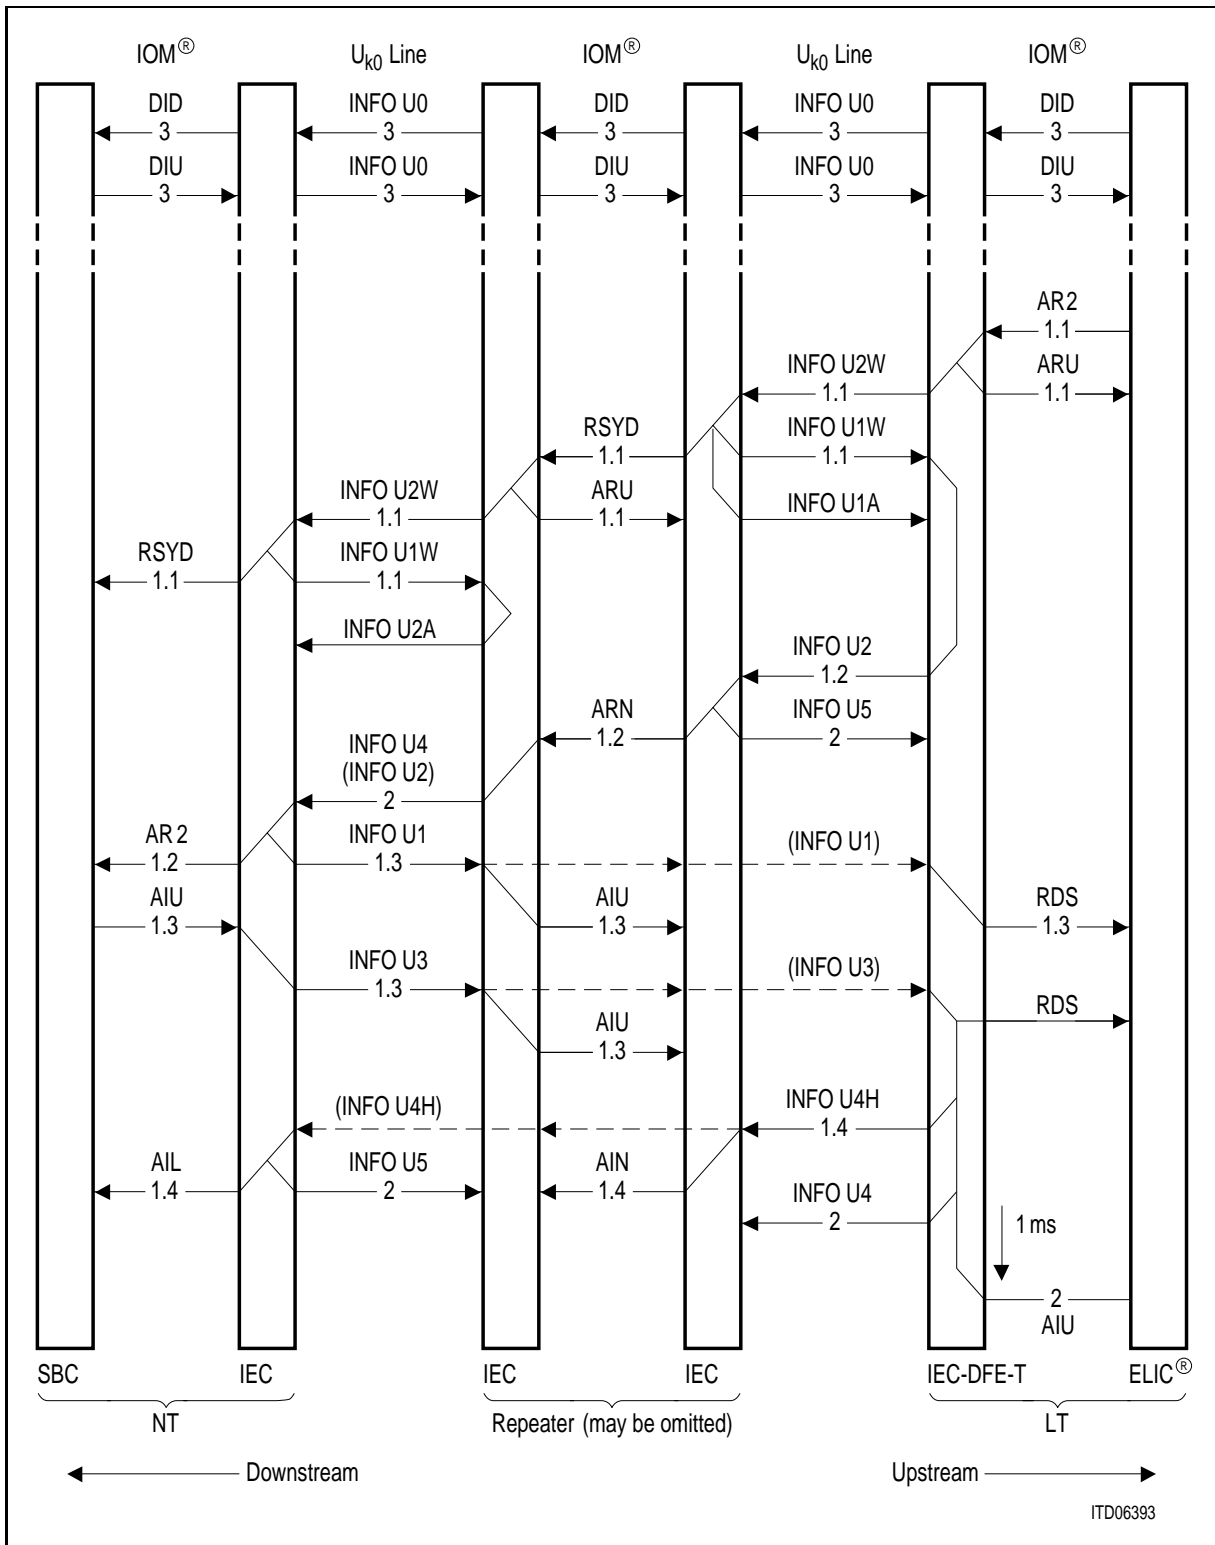 IOM® U_k0 Line IOM® U_k0 Line IOM®
DID INFO U0 DID INFO U0 DID
3 3 3 3 3
DIU INFO U0 DIU INFO U0 DIU
3 3 3 3 3
AR2
1.1
INFO U2W ARU
1.1 1.1
RSYD INFO U1W
1.1 1.1
INFO U2W ARU INFO U1A
1.1 1.1
RSYD INFO U1W
1.1 1.1
INFO U2A INFO U2
1.2
ARN INFO U5
1.2 2
INFO U4
(INFO U2)
2
AR2 INFO U1 (INFO U1)
1.2 1.3
AIU AIU RDS
1.3 1.3 1.3
INFO U3 (INFO U3)
1.3
RDS
AIU
1.3
(INFO U4H) INFO U4H
1.4
AIL INFO U5 AIN
1.4 2 1.4
INFO U4
2
1 ms
2
AIU
SBC IEC IEC IEC IEC-DFE-T ELIC®
NT Repeater (may be omitted) LT
Downstream Upstream
ITD06393